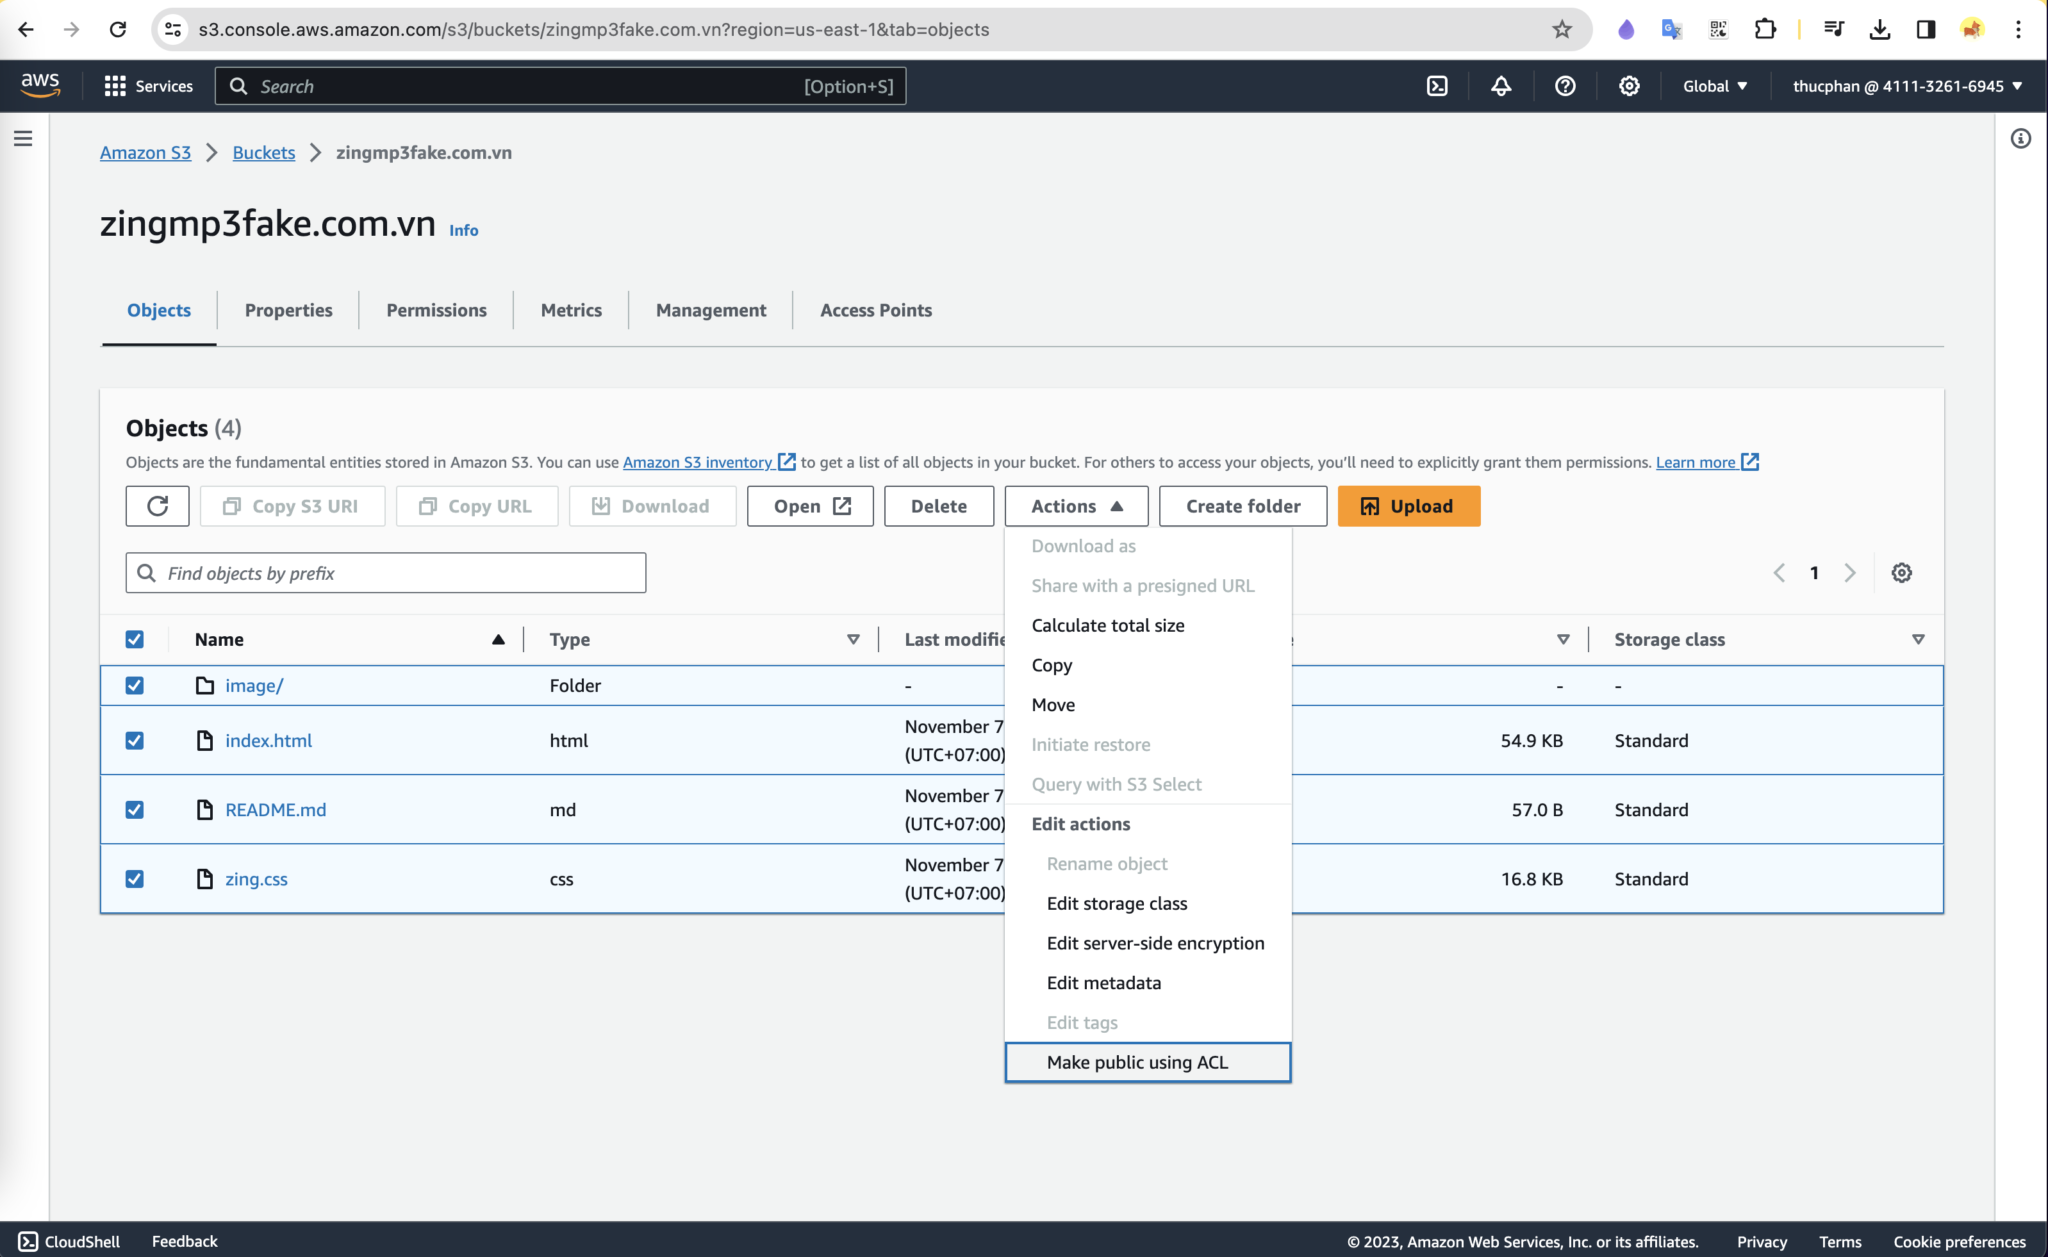 s3.console.aws.amazon.com/s3/buckets/zingmp3fake.com.vn?region=us-east-1&tab=objects
aws Services Search [Option+S] Global thucphan @ 4111-3261-6945
Amazon S3 Buckets zingmp3fake.com.vn
zingmp3fake.com.vn Info
Objects Properties Permissions Metrics Management Access Points
Objects (4)
Objects are the fundamental entities stored in Amazon S3. You can use Amazon S3 inventory to get a list of all objects in your bucket. For others to access your objects, you'll need to explicitly grant them permissions. Learn more
Copy S3 URI Copy URL Download Open Delete Actions Create folder Upload
Find objects by prefix 1
Name Type Last modifie Storage class
image/ Folder - - -
index.html html November 7 54.9 KB Standard
(UTC+07:00)
README.md md November 7 57.0 B Standard
(UTC+07:00)
zing.css css November 7 16.8 KB Standard
(UTC+07:00)
Download as
Share with a presigned URL
Calculate total size
Copy
Move
Initiate restore
Query with S3 Select
Edit actions
Rename object
Edit storage class
Edit server-side encryption
Edit metadata
Edit tags
Make public using ACL
CloudShell Feedback © 2023, Amazon Web Services, Inc. or its affiliates. Privacy Terms Cookie preferences